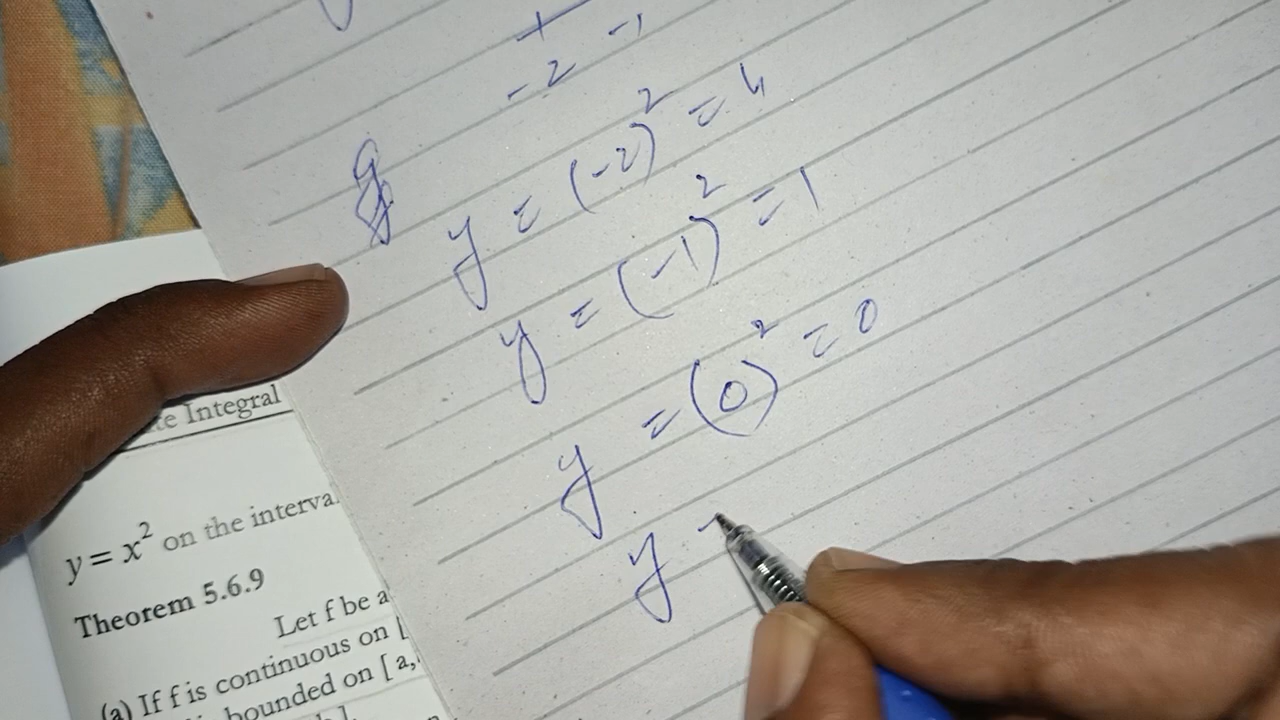 -2 -1
y = (-2)² = 4
y = (-1)² = 1
y = (0)² = 0
y
te Integral
y = x² on the interva
Theorem 5.6.9
Let f be a
(a) If f is continuous on [
bounded on [a,